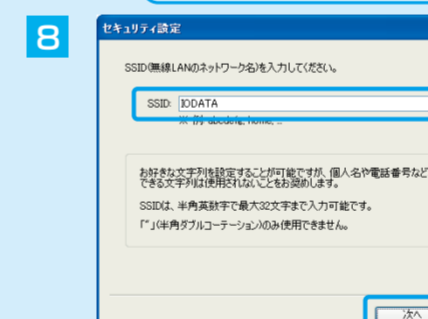 8
セキュリティ設定
SSID(無線LANのネットワーク名)を入力してください。
SSID: IODATA
※ 例) abcdefg, home, ...
お好きな文字列を設定することが可能ですが、個人名や電話番号など
できる文字列は使用されないことをお奨めします。
SSIDは、半角英数字で最大32文字まで入力可能です。
「"」(半角ダブルコーテーション)のみ使用できません。
次へ